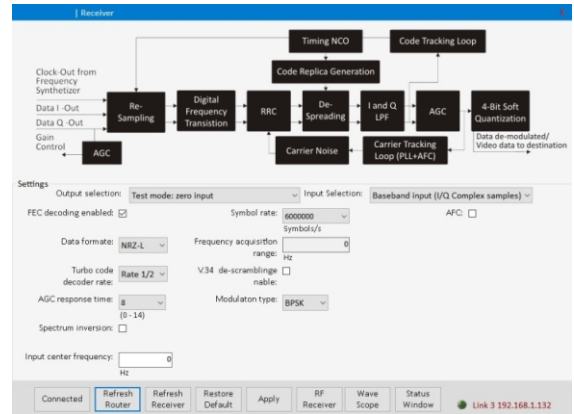 | Receiver
Timing NCO
Code Tracking Loop
Clock-Out from
Frequency
Synthetizer
Code Replica Generation
Data I -Out
Data Q -Out
Re-
Sampling
Digital
Frequency
Transistion
RRC
De-
Spreading
I and Q
LPF
AGC
4-Bit Soft
Quantization
Gain
Control
AGC
Carrier Noise
Carrier Tracking
Loop (PLL+AFC)
Data de-modulated/
Video data to destination
Settings
Output selection: Test mode: zero input Input Selection: Baseband input (I/Q Complex samples)
FEC decoding enabled: Symbol rate: 6000000 AFC:
Symbols/s
Data formate: NRZ-L Frequency acquisition
range: 0
Hz
Turbo code
decoder rate: Rate 1/2 V.34 de-scramblinge
nable:
AGC response time: 8 Modulaton type: BPSK
(0 - 14)
Spectrum inversion:
Input center frequency: 0
Hz
Connected
Refresh
Router
Refresh
Receiver
Restore
Default
Apply
RF
Receiver
Wave
Scope
Status
Window
Link 3 192.168.1.132